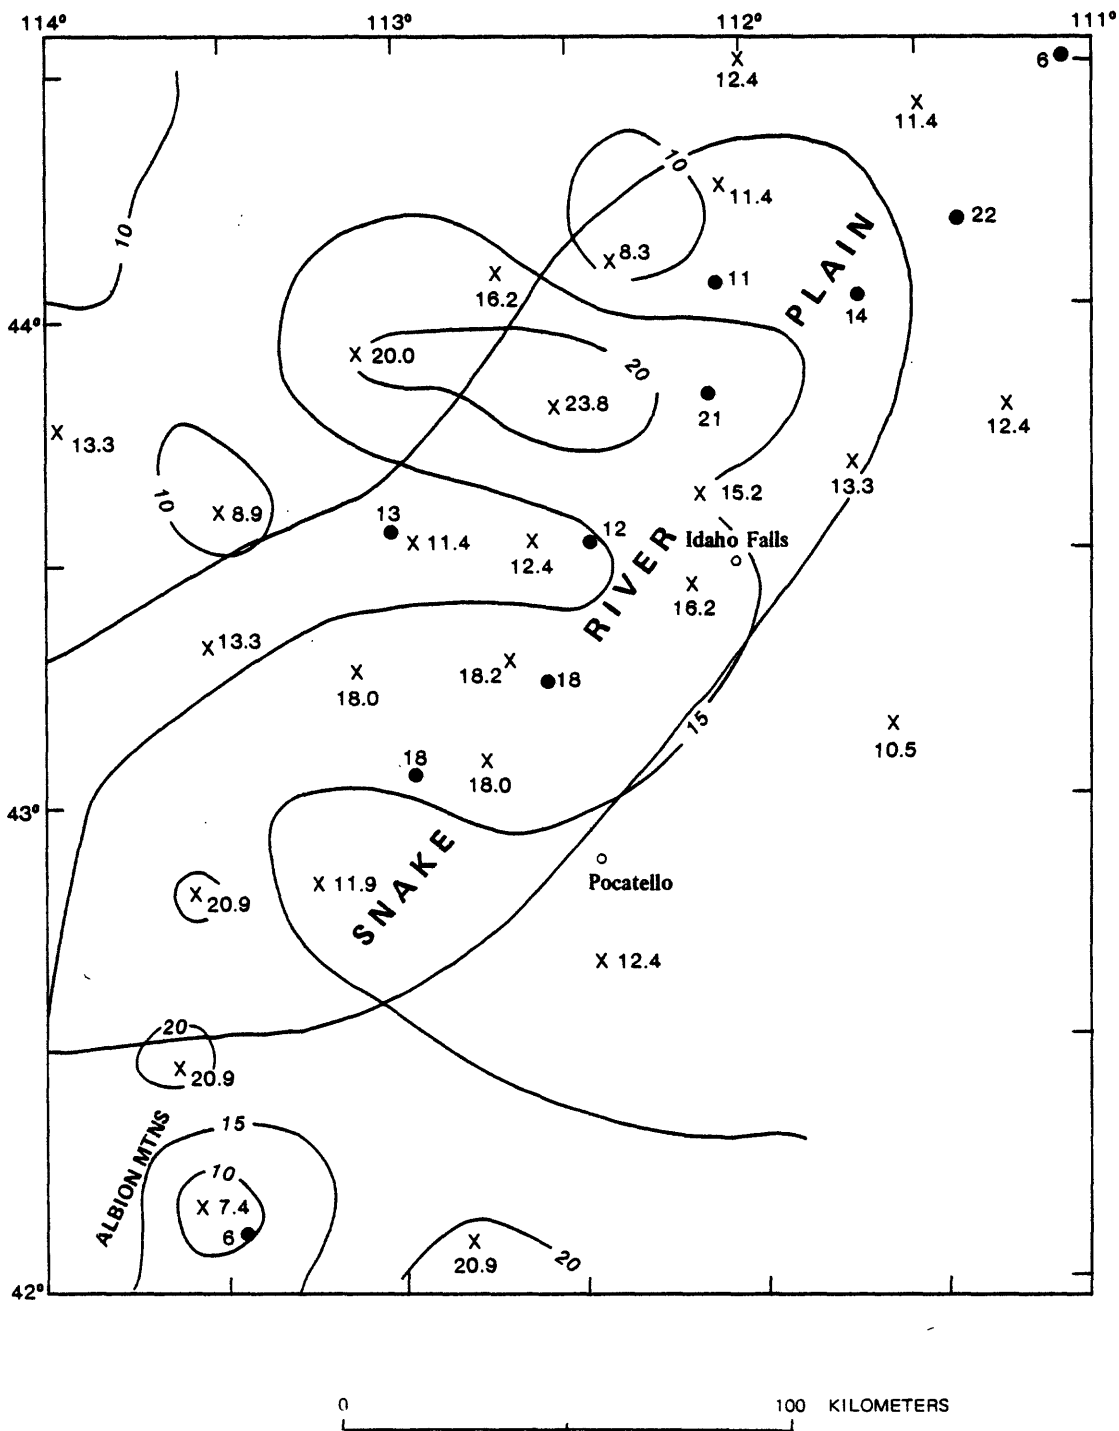 114° 113° 112° 111°
6
X 12.4
X 11.4
10
X 11.4
22
10
X 8.3
X 16.2
11
14
PLAIN
44°
X 20.0
20
X 23.8
21
X 12.4
X 13.3
X 13.3
10
X 8.9
X 15.2
13
X 11.4
X 12.4
12
Idaho Falls
RIVER
X 16.2
X 13.3
X 18.0
18.2 X
18
15
X 10.5
18
X 18.0
43°
SNAKE
Pocatello
X 11.9
X 20.9
X 12.4
20
X 20.9
ALBION MTNS
15
10
X 7.4
6
X 20.9
20
42°
0 100 KILOMETERS